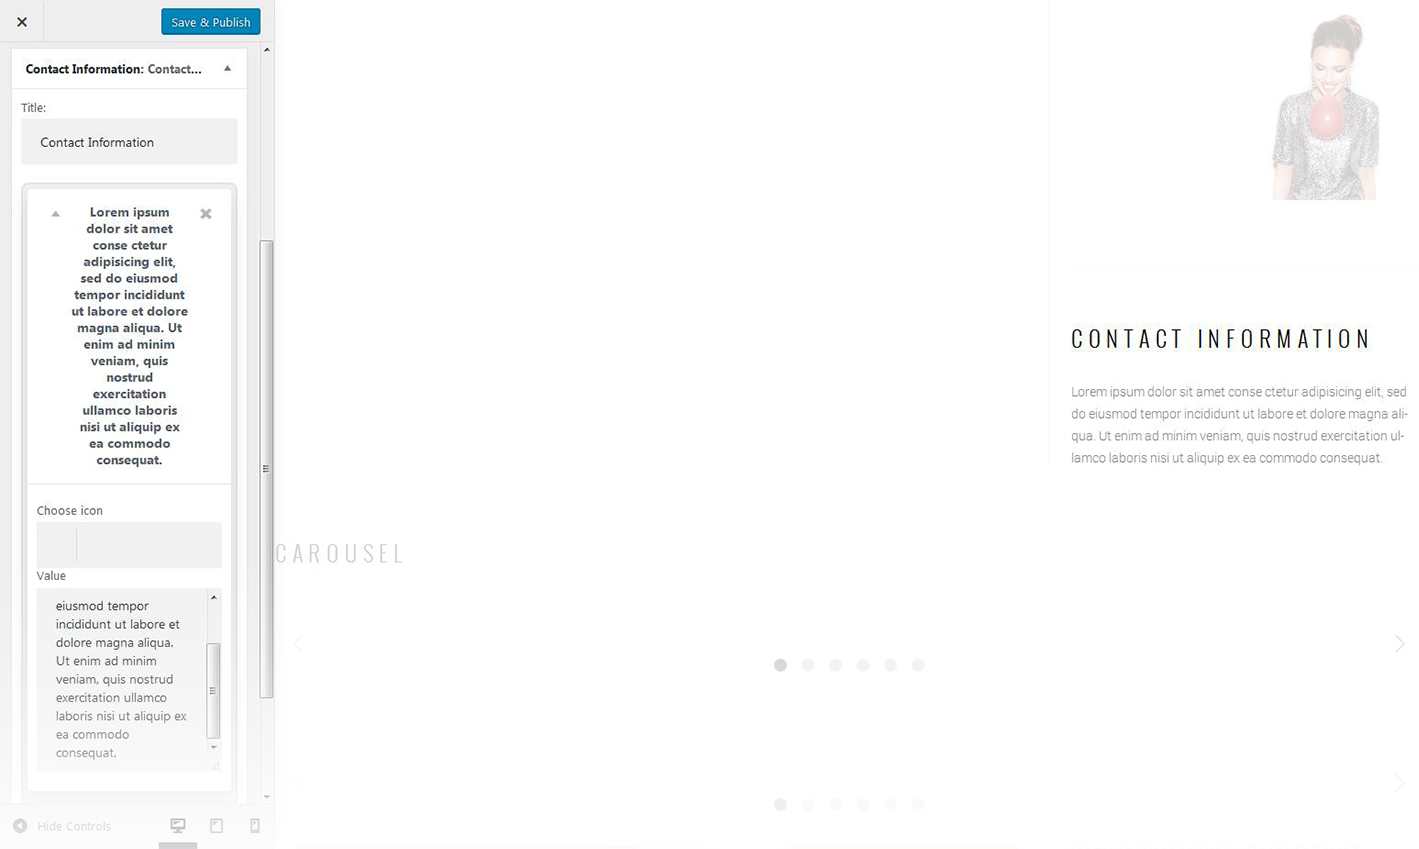 Save & Publish
Contact Information: Contact...
Title:
Contact Information
Lorem ipsum
dolor sit amet
conse ctetur
adipisicing elit,
sed do eiusmod
tempor incididunt
ut labore et dolore
magna aliqua. Ut
enim ad minim
veniam, quis
nostrud
exercitation
ullamco laboris
nisi ut aliquip ex
ea commodo
consequat.
Choose icon
Value
eiusmod tempor
incididunt ut labore et
dolore magna aliqua.
Ut enim ad minim
veniam, quis nostrud
exercitation ullamco
laboris nisi ut aliquip ex
ea commodo
consequat.
Hide Controls
CONTACT INFORMATION
Lorem ipsum dolor sit amet conse ctetur adipisicing elit, sed
do eiusmod tempor incididunt ut labore et dolore magna ali-
qua. Ut enim ad minim veniam, quis nostrud exercitation ul-
lamco laboris nisi ut aliquip ex ea commodo consequat.
CAROUSEL